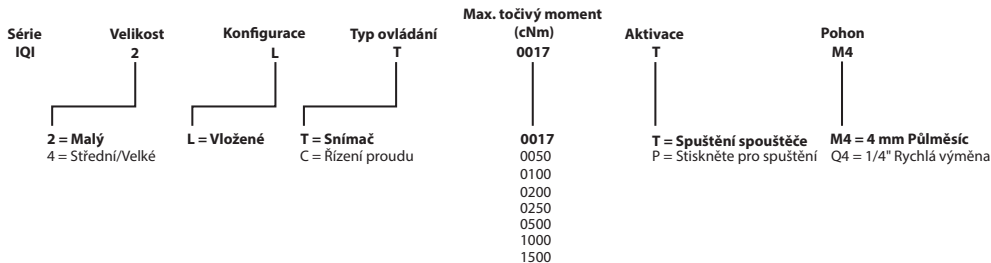 Série Velikost Konfigurace Typ ovládání Max. točivý moment (cNm) Aktivace Pohon
IQI 2 L T 0017 T M4
2 = Malý
4 = Střední/Velké
L = Vložené
T = Snímač
C = Řízení proudu
0017
0050
0100
0200
0250
0500
1000
1500
T = Spuštění spouštěče
P = Stiskněte pro spuštění
M4 = 4 mm Půlměsíc
Q4 = 1/4" Rychlá výměna